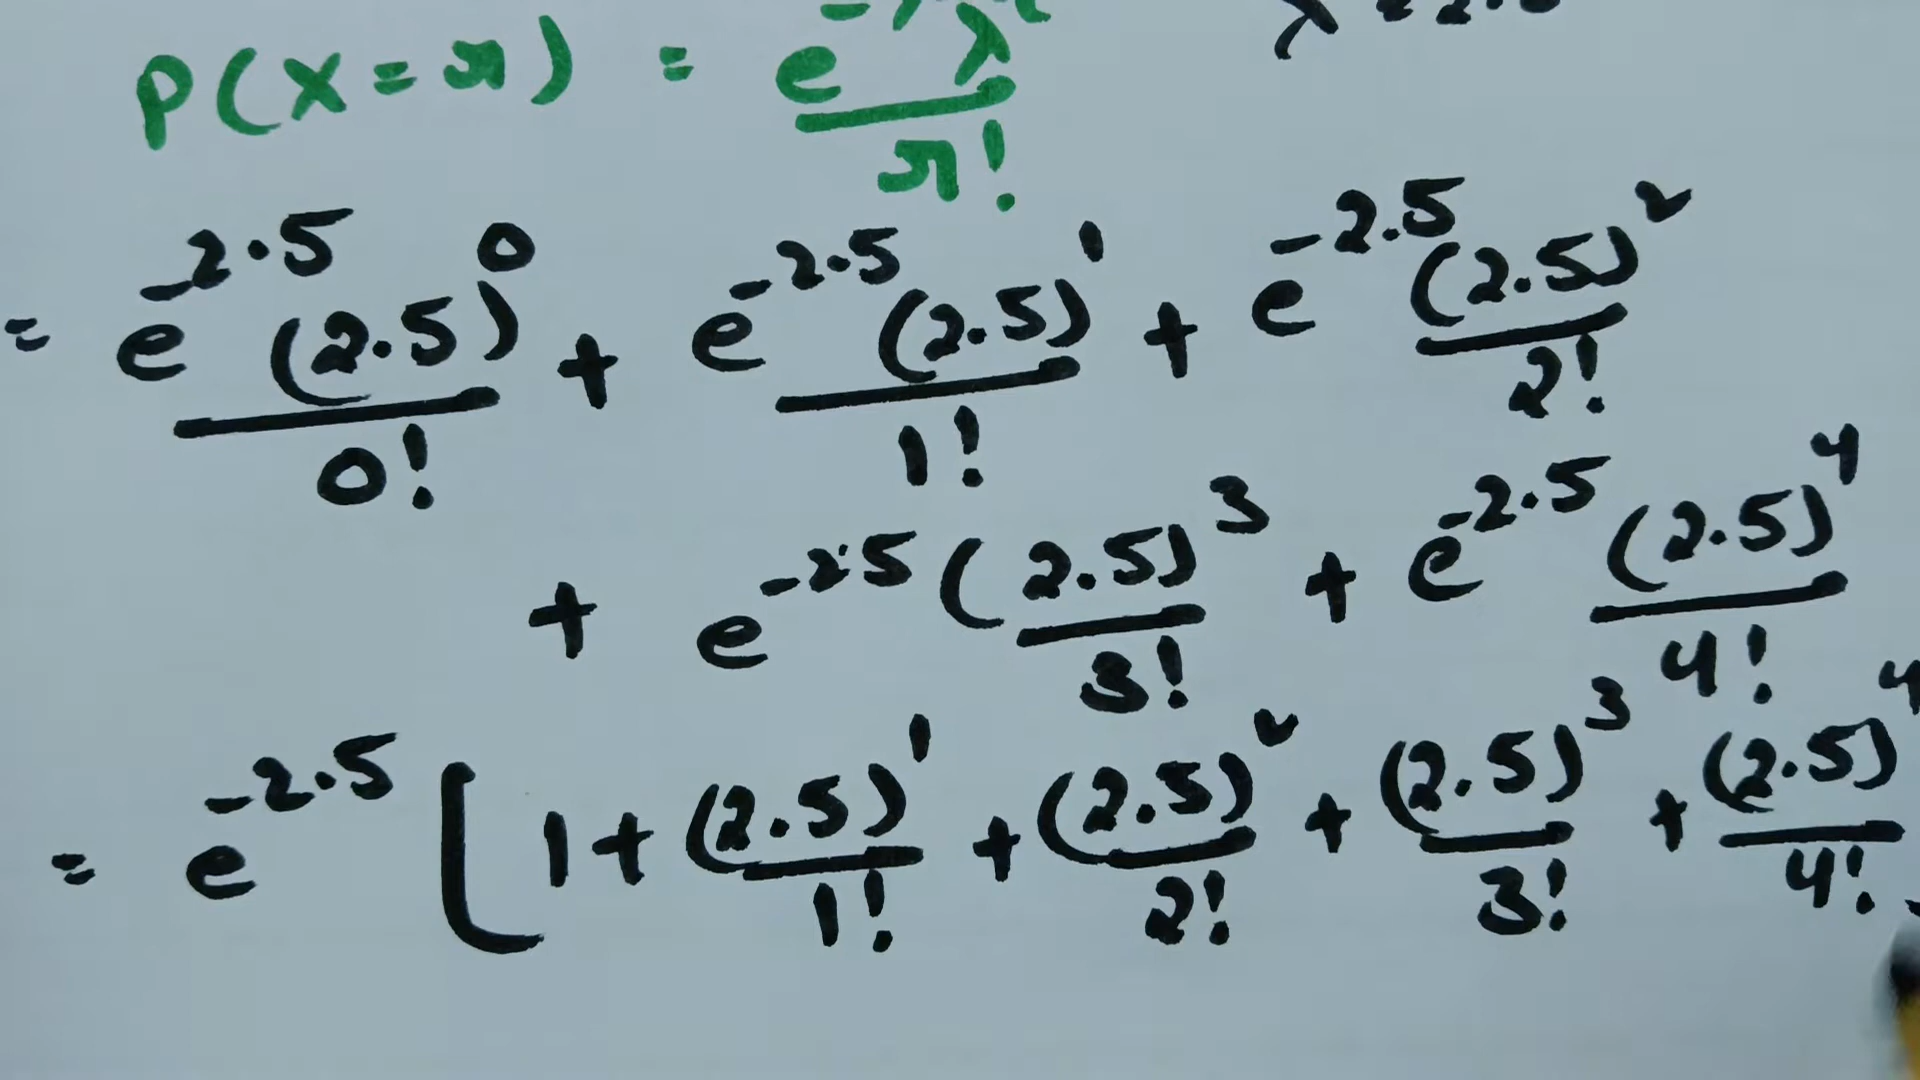 P(X=r) = e^-λ λ^r / r!
= e^-2.5 (2.5)^0 / 0! + e^-2.5 (2.5)^1 / 1! + e^-2.5 (2.5)^2 / 2!
+ e^-2.5 (2.5)^3 / 3! + e^-2.5 (2.5)^4 / 4!
= e^-2.5 [ 1 + (2.5)^1 / 1! + (2.5)^2 / 2! + (2.5)^3 / 3! + (2.5)^4 / 4!